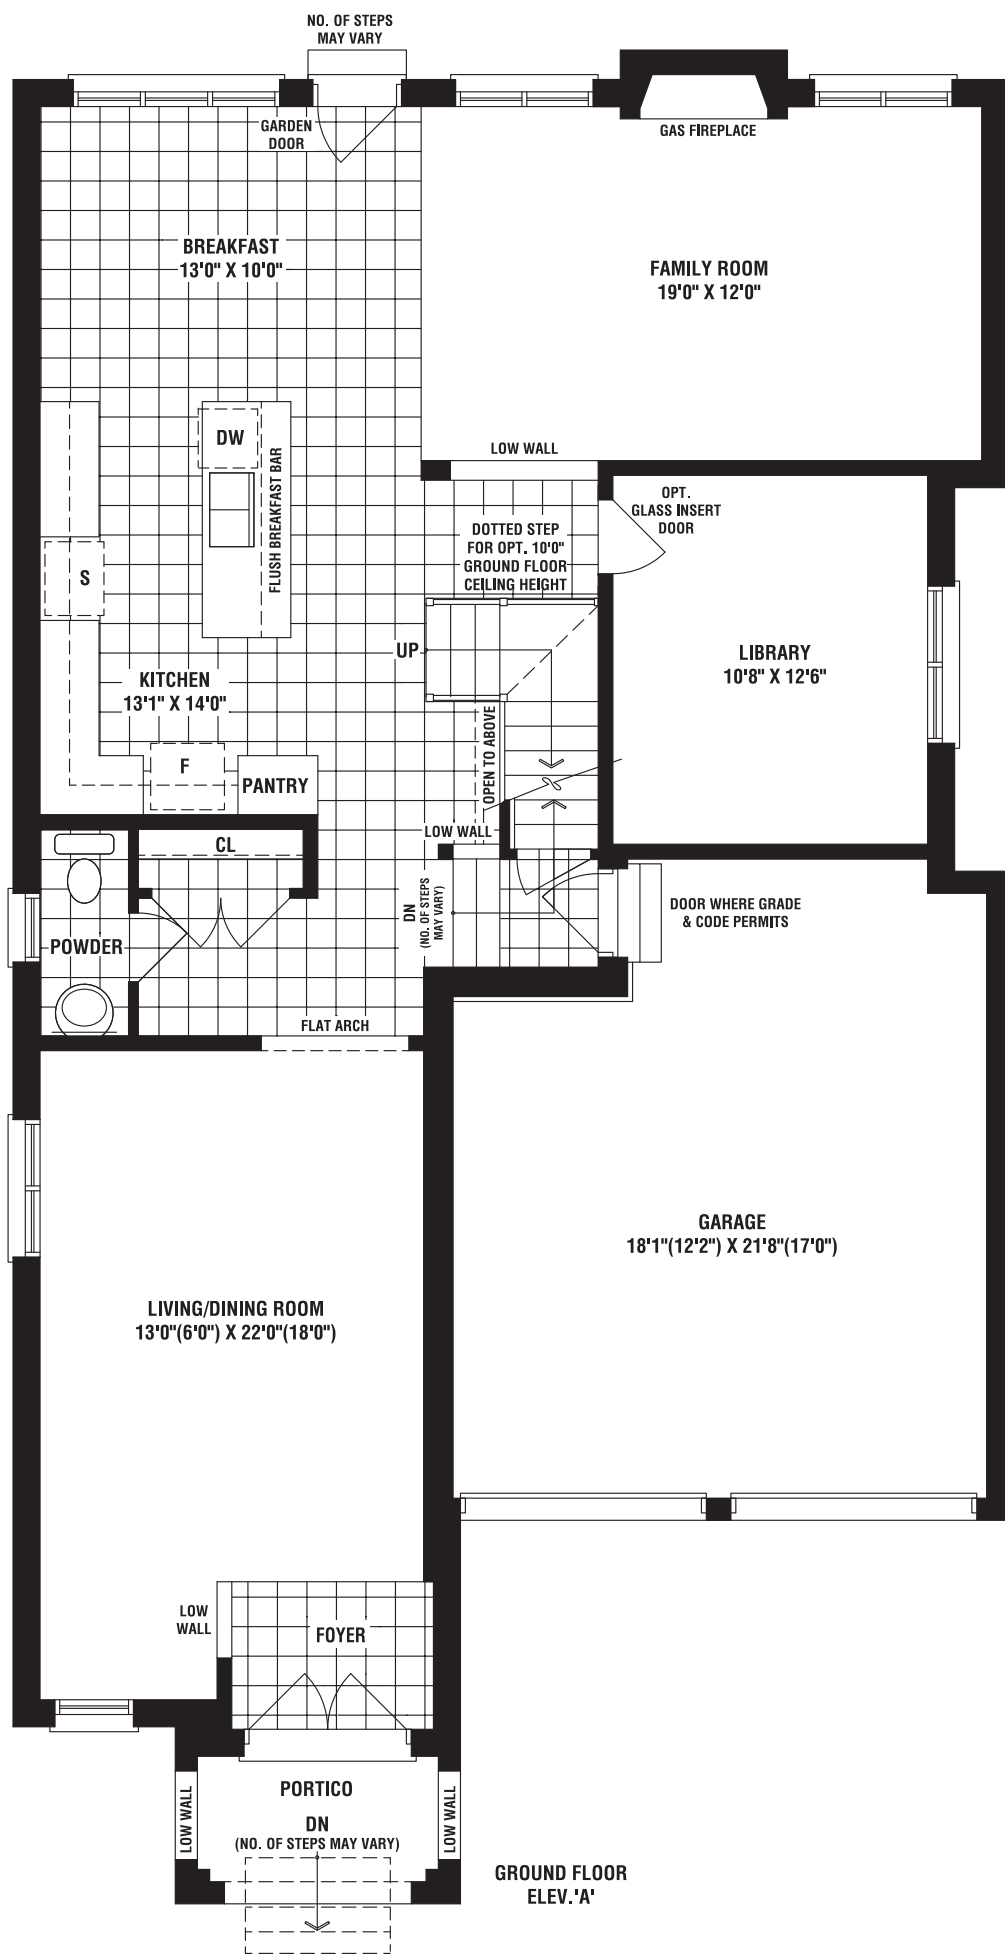 NO. OF STEPS
MAY VARY
GARDEN
DOOR
GAS FIREPLACE
BREAKFAST
13'0" X 10'0"
FAMILY ROOM
19'0" X 12'0"
DW
FLUSH BREAKFAST BAR
LOW WALL
OPT.
GLASS INSERT
DOOR
DOTTED STEP
FOR OPT. 10'0"
GROUND FLOOR
CEILING HEIGHT
S
UP
LIBRARY
10'8" X 12'6"
KITCHEN
13'1" X 14'0"
OPEN TO ABOVE
F
PANTRY
LOW WALL
CL
DN
(NO. OF STEPS
MAY VARY)
DOOR WHERE GRADE
& CODE PERMITS
POWDER
FLAT ARCH
GARAGE
18'1"(12'2") X 21'8"(17'0")
LIVING/DINING ROOM
13'0"(6'0") X 22'0"(18'0")
LOW
WALL
FOYER
PORTICO
LOW WALL
LOW WALL
DN
(NO. OF STEPS MAY VARY)
GROUND FLOOR
ELEV.'A'